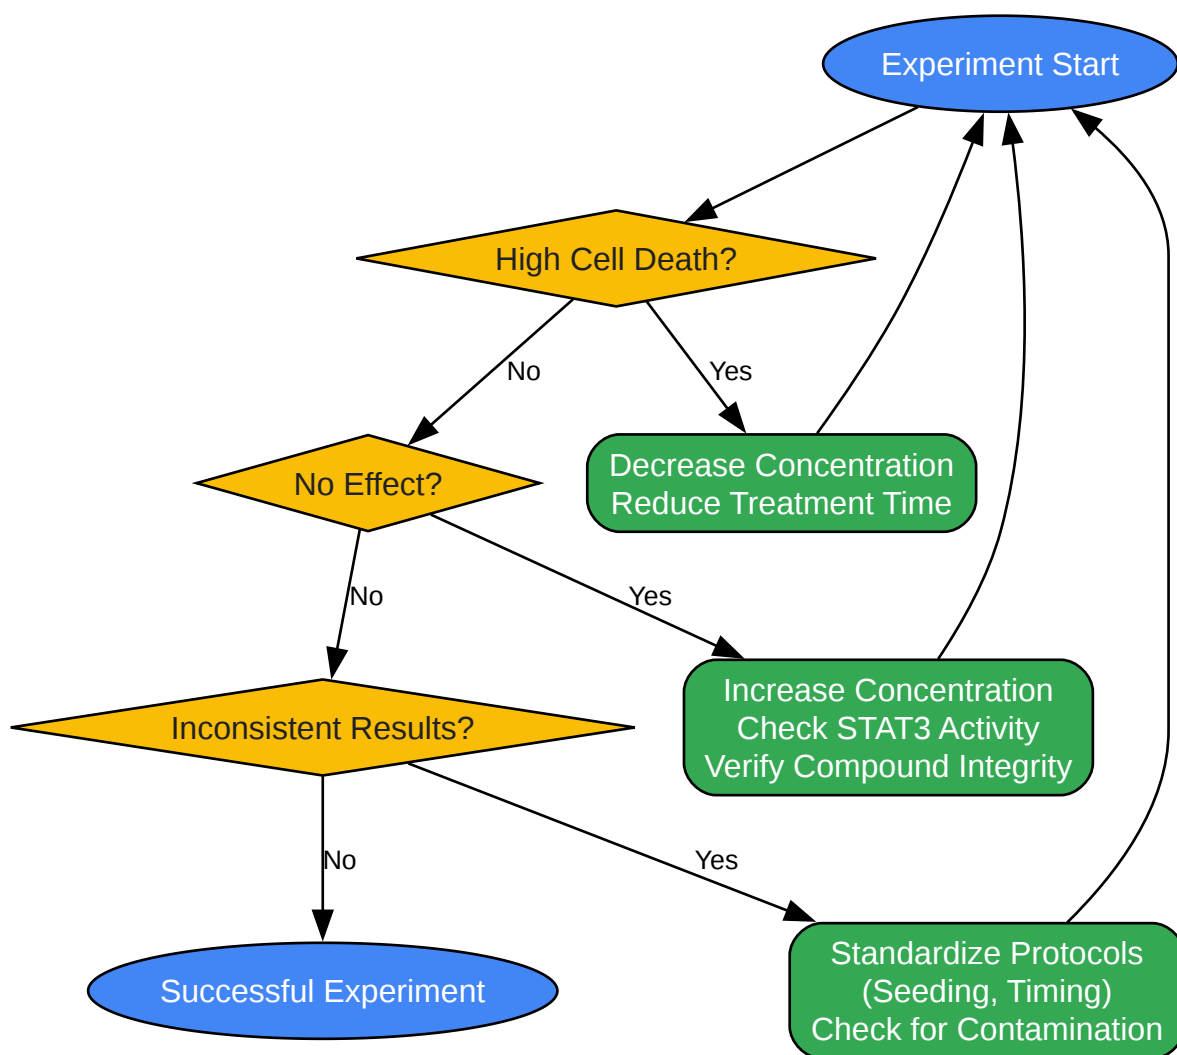 Experiment Start
High Cell Death?
No
Yes
Decrease Concentration
Reduce Treatment Time
No Effect?
No
Yes
Increase Concentration
Check STAT3 Activity
Verify Compound Integrity
Inconsistent Results?
No
Yes
Standardize Protocols
(Seeding, Timing)
Check for Contamination
Successful Experiment